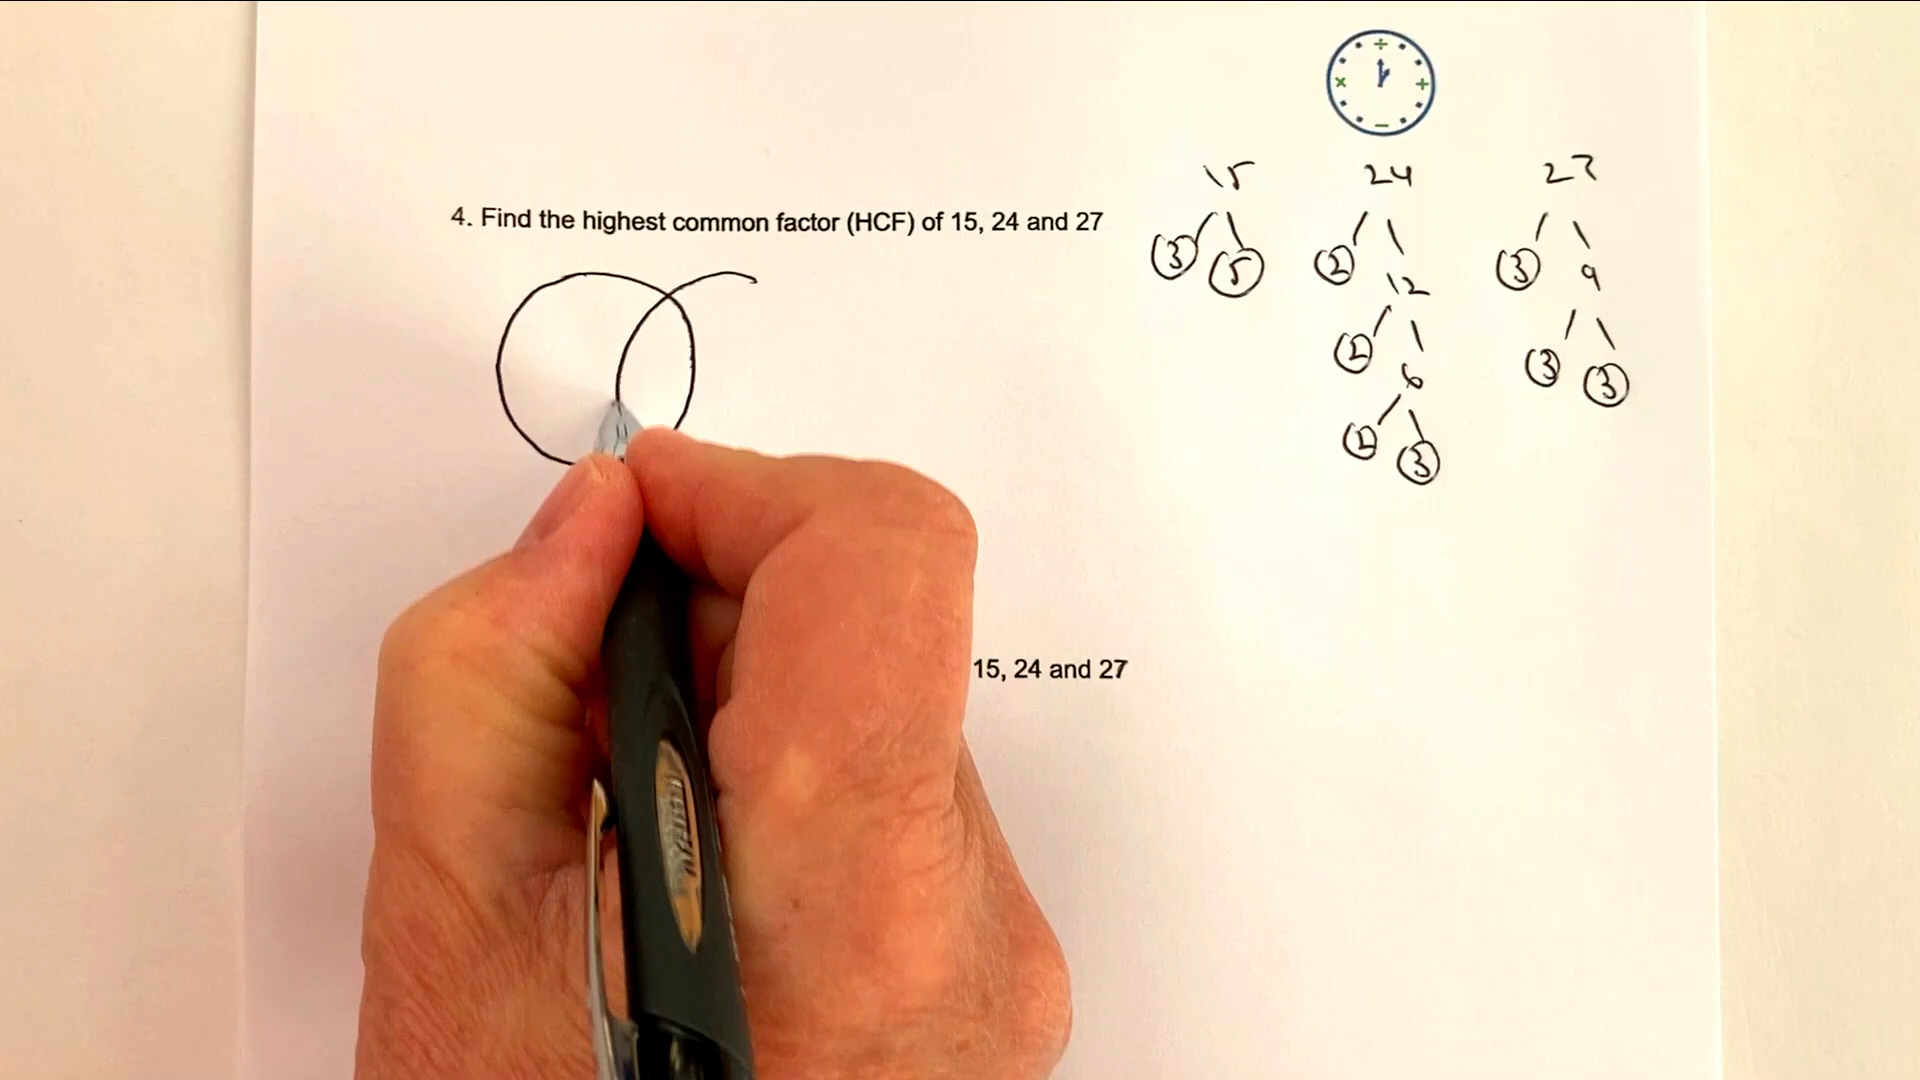 ÷
× +
−
15 24 27
4. Find the highest common factor (HCF) of 15, 24 and 27
3 5 2 12 3 9
2 6 3 3
2 3
15, 24 and 27